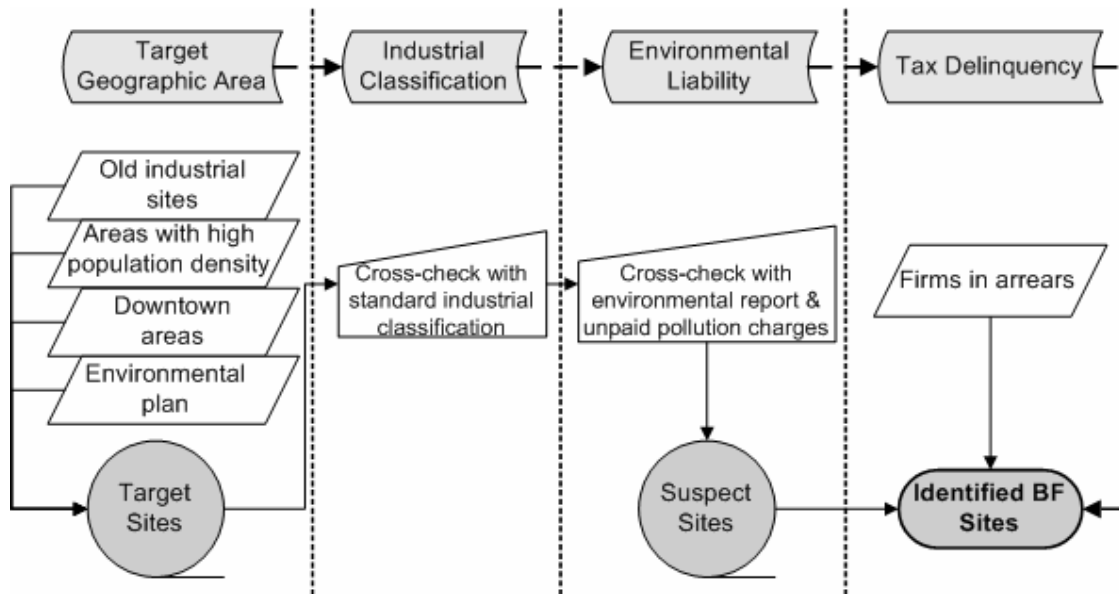 Target
Geographic Area
Industrial
Classification
Environmental
Liability
Tax Delinquency
Old industrial
sites
Areas with high
population density
Downtown
areas
Environmental
plan
Target
Sites
Cross-check with
standard industrial
classification
Cross-check with
environmental report &
unpaid pollution charges
Suspect
Sites
Firms in arrears
Identified BF
Sites